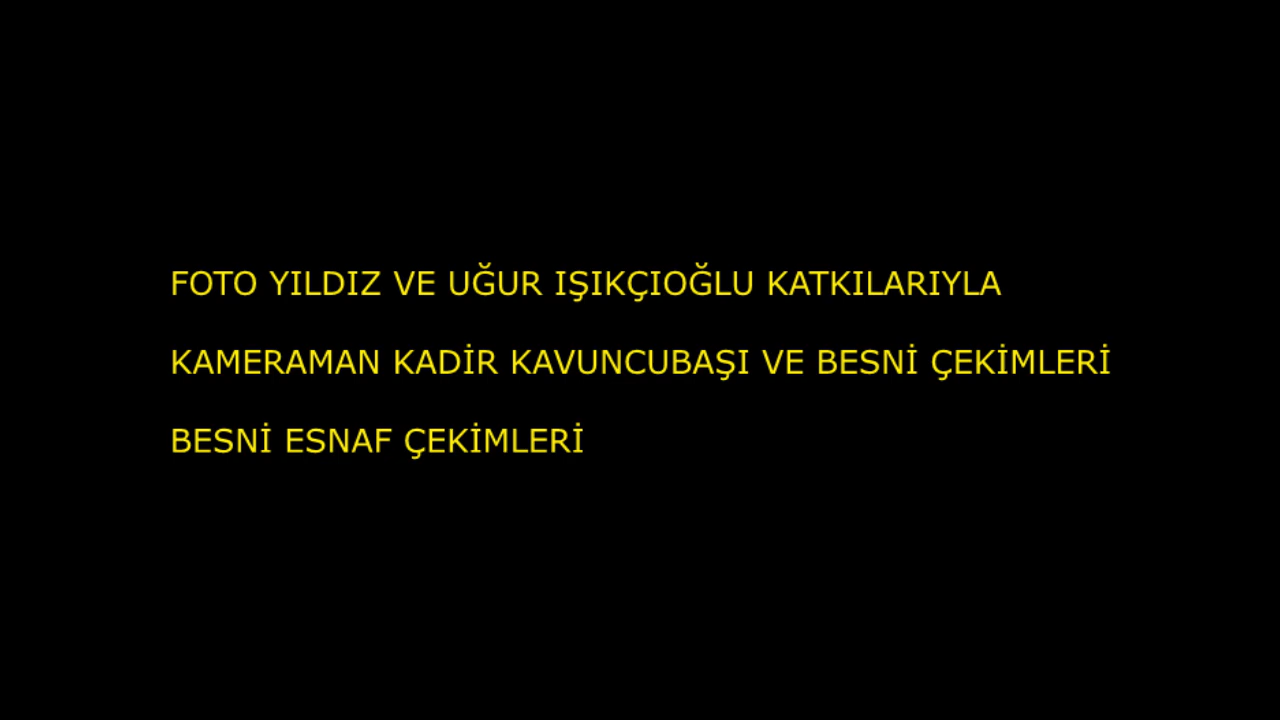 FOTO YILDIZ VE UĞUR IŞIKÇIOĞLU KATKILARIYLA
KAMERAMAN KADİR KAVUNCUBAŞI VE BESNİ ÇEKİMLERİ
BESNİ ESNAF ÇEKİMLERİ